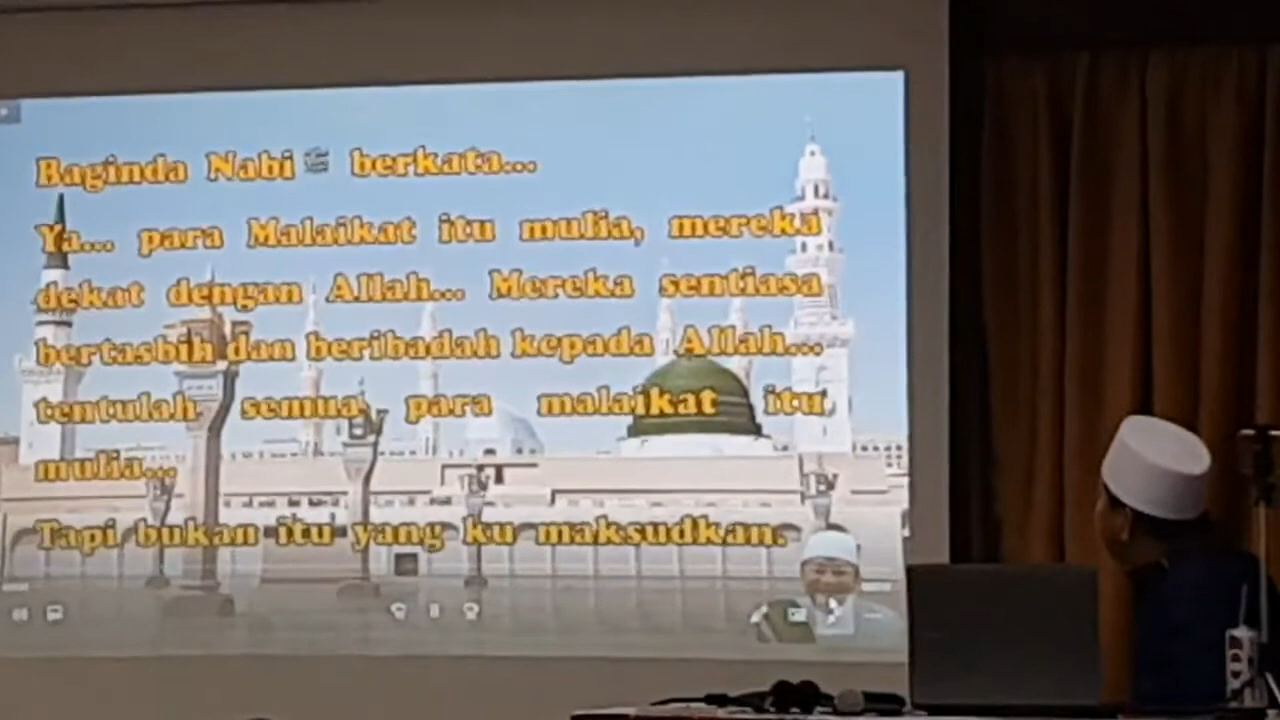 Baginda Nabi ﷺ berkata...
Ya... para Malaikat itu mulia, mereka
dekat dengan Allah... Mereka sentiasa
bertasbih dan beribadah kepada Allah...
tentulah semua para malaikat itu
mulia...
Tapi bukan itu yang ku maksudkan.